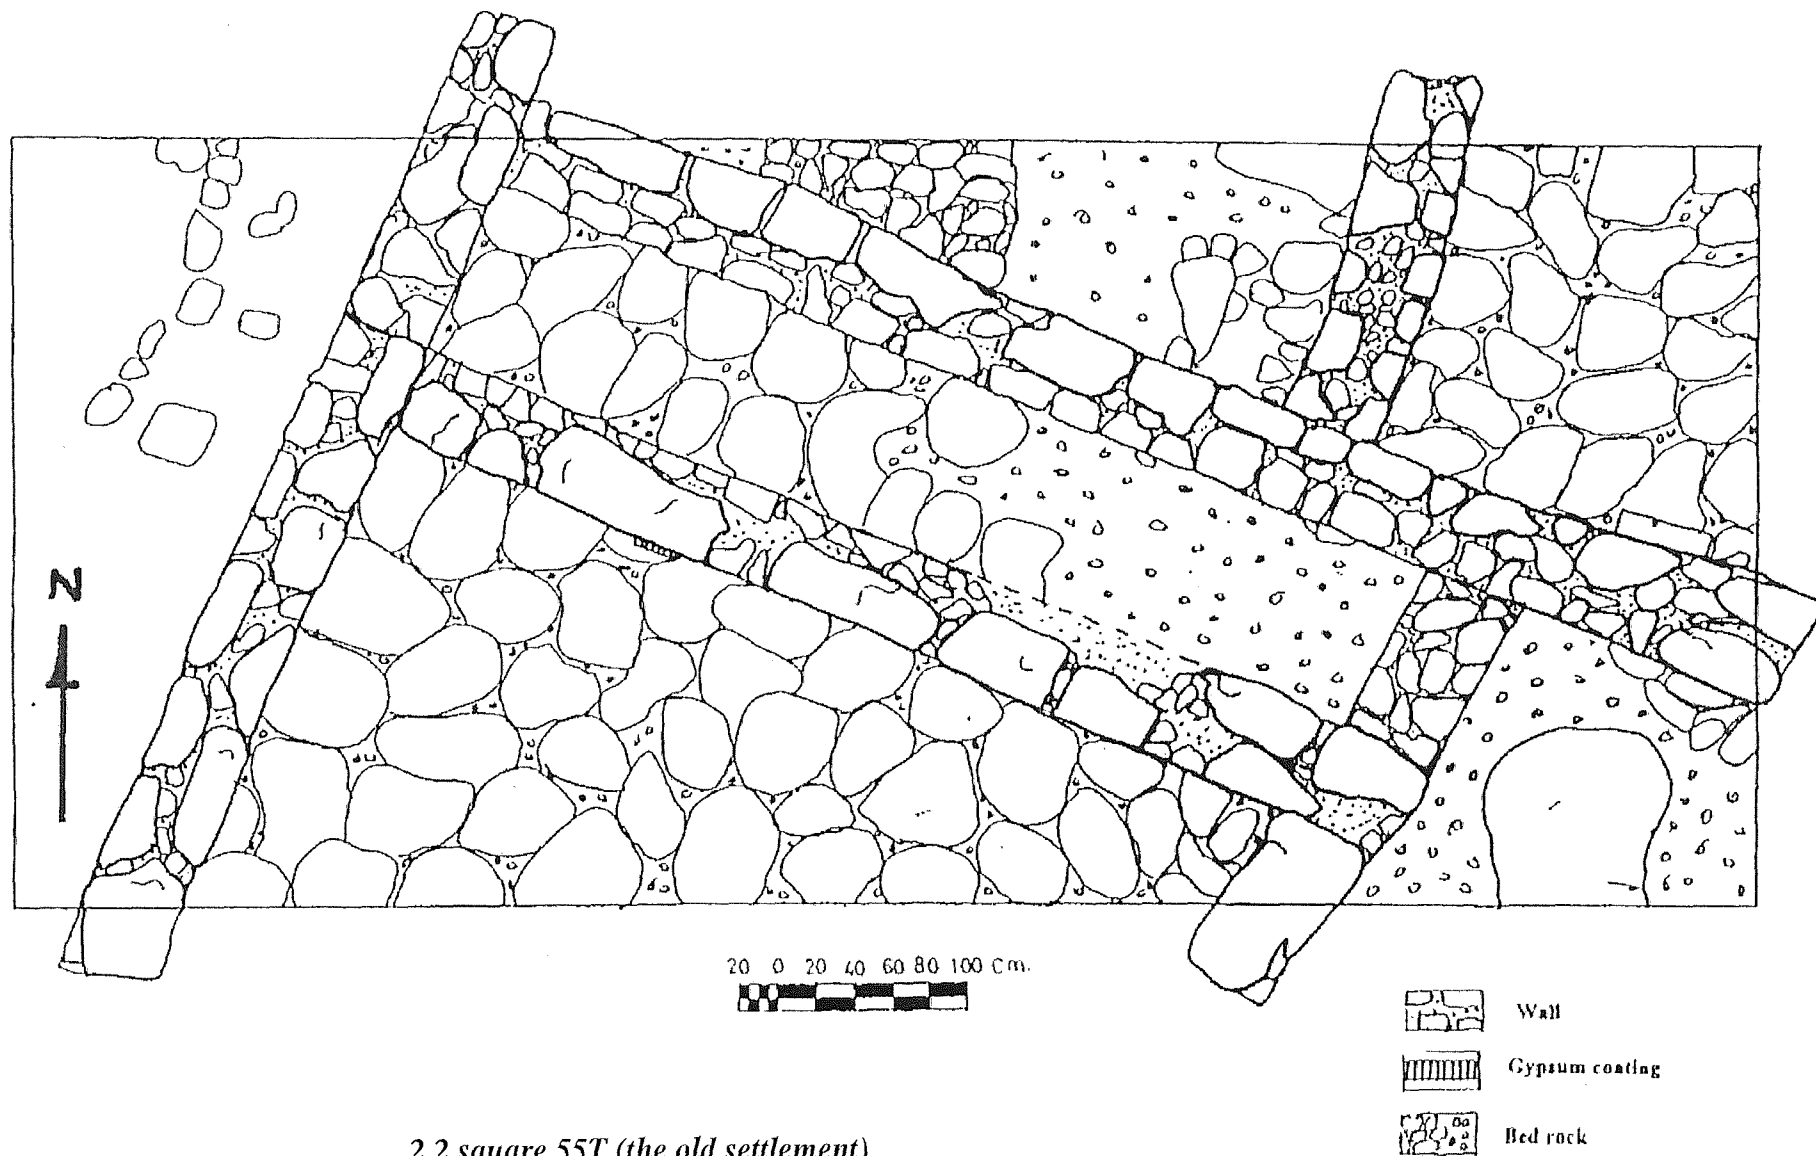 N
20 0 20 40 60 80 100 Cm.
Wall
Gypsum coating
Bed rock
2.2 square 55T (the old settlement)